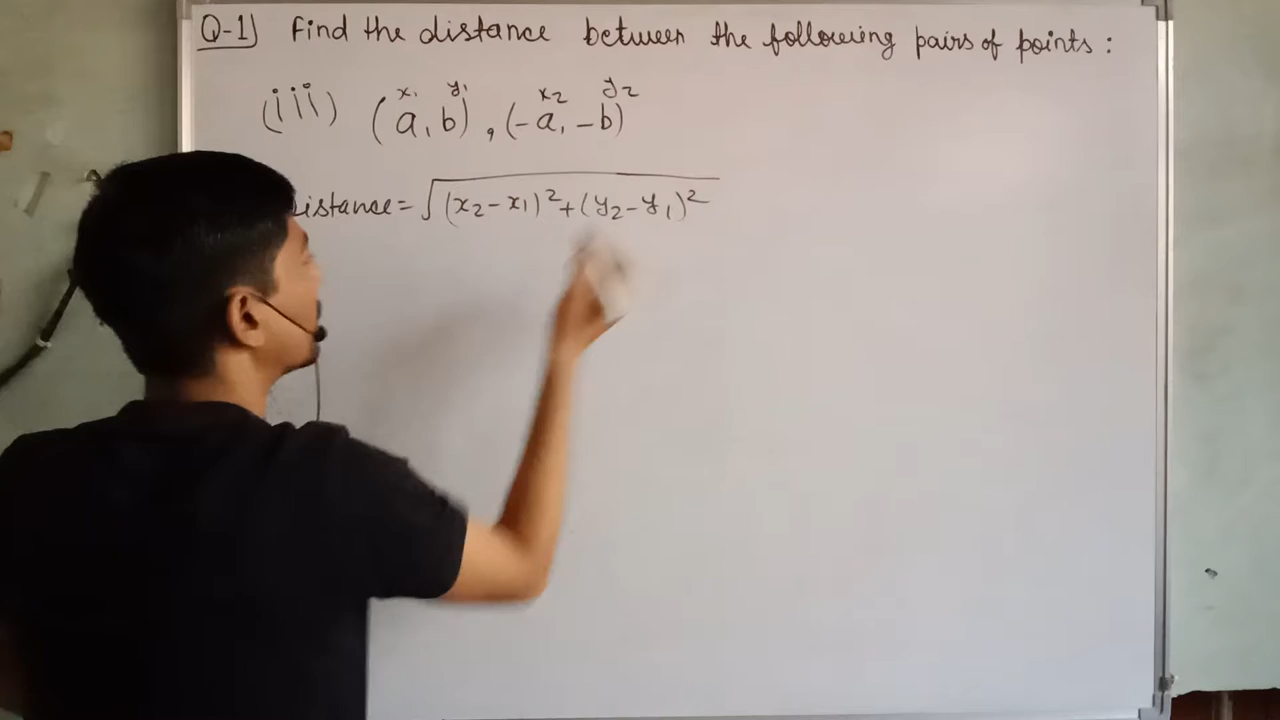 Q-1) Find the distance between the following pairs of points :
x₁ y₁ x₂ y₂
(iii) (a, b) , (-a, -b)
istance = √(x₂ - x₁)² + (y₂ - y₁)²